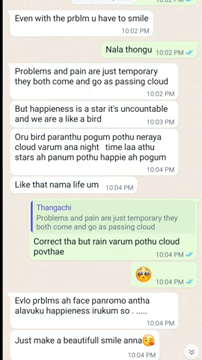 10:02 PM
Even with the prblm u have to smile
10:02 PM
Nala thongu
10:02 PM
Problems and pain are just temporary
they both come and go as passing cloud
10:02 PM
But happieness is a star it's uncountable
and we are a like a bird
10:03 PM
Oru bird paranthu pogum pothu neraya
cloud varum ana night time laa athu
stars ah panum pothu happie ah pogum
10:04 PM
Like that nama life um
10:04 PM
Thangachi
Problems and pain are just temporary they
both come and go as passing cloud
Correct tha but rain varum pothu cloud
povthae
10:04 PM
🥺
10:04 PM
Evlo prblms ah face panromo antha
alavuku happieness irukum so . .....
10:04 PM
Just make a beautifull smile anna😘
10:04 PM